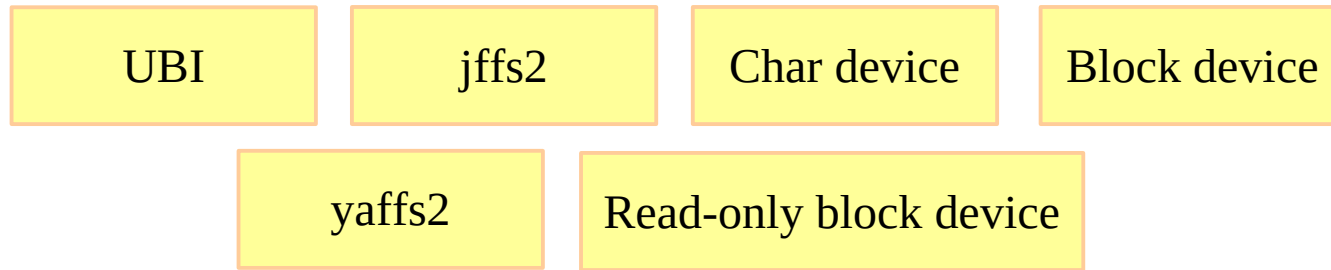 UBI
jffs2
Char device
Block device
yaffs2
Read-only block device